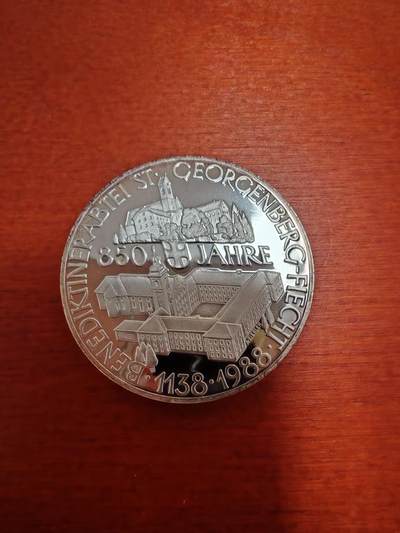 BENEDIKTINERABTEI ST. GEORGENBERG-FIECHT
850 JAHRE
· 1138 · 1988 ·